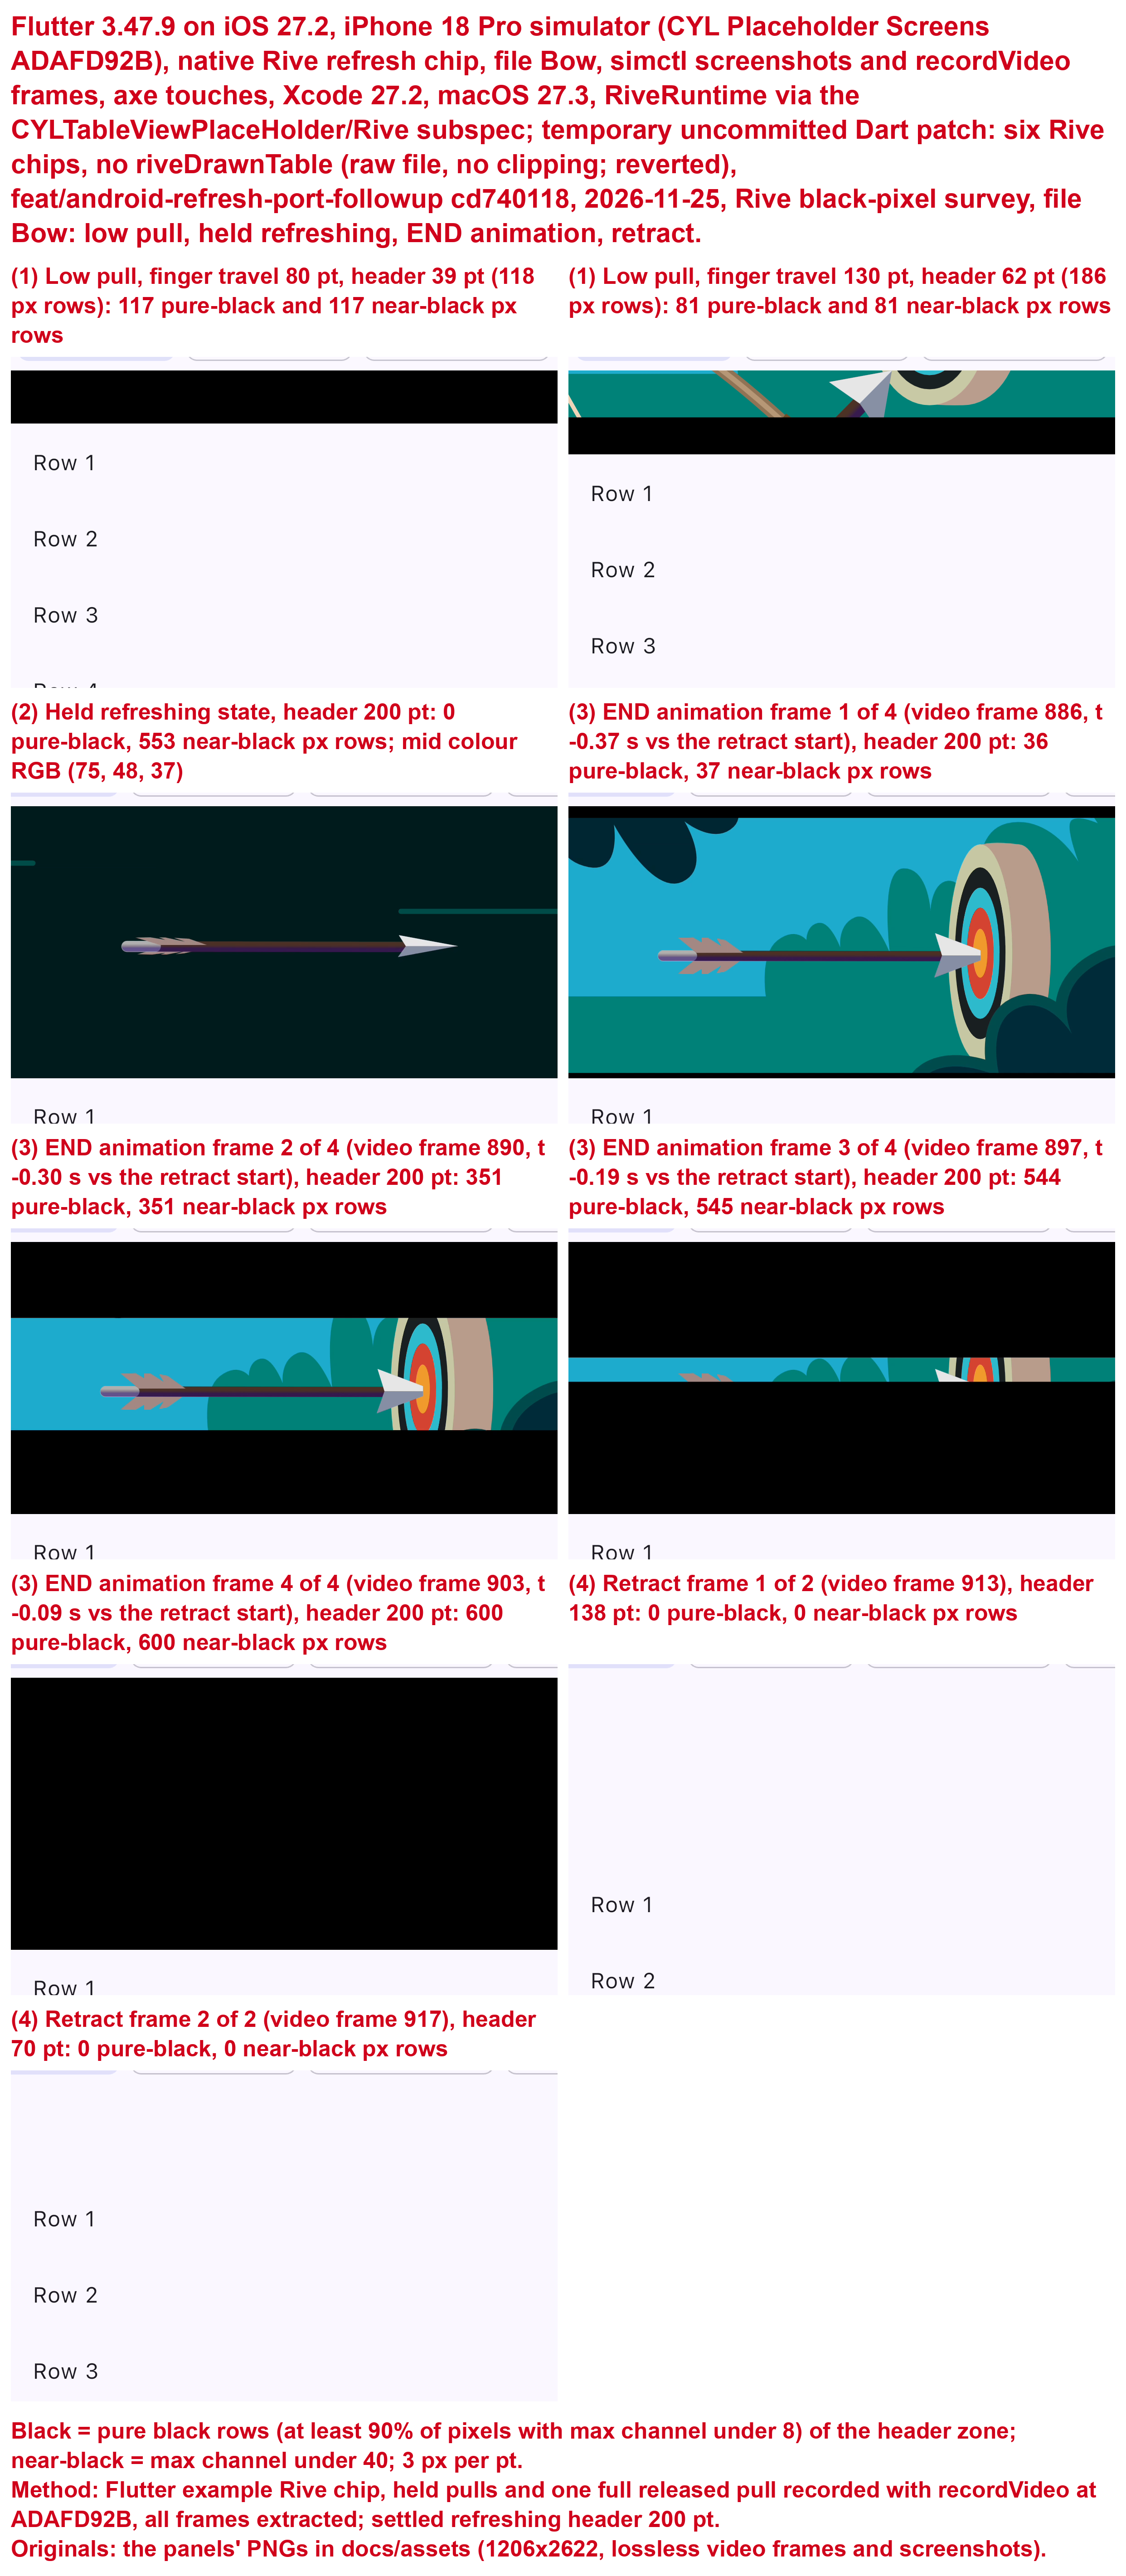 Flutter 3.47.9 on iOS 27.2, iPhone 18 Pro simulator (CYL Placeholder Screens
ADAFD92B), native Rive refresh chip, file Bow, simctl screenshots and recordVideo
frames, axe touches, Xcode 27.2, macOS 27.3, RiveRuntime via the
CYLTableViewPlaceHolder/Rive subspec; temporary uncommitted Dart patch: six Rive
chips, no riveDrawnTable (raw file, no clipping; reverted),
feat/android-refresh-port-followup cd740118, 2026-11-25, Rive black-pixel survey, file
Bow: low pull, held refreshing, END animation, retract.
(1) Low pull, finger travel 80 pt, header 39 pt (118
px rows): 117 pure-black and 117 near-black px
rows
(1) Low pull, finger travel 130 pt, header 62 pt (186
px rows): 81 pure-black and 81 near-black px rows
Row 1
Row 2
Row 3
Row 1
Row 2
Row 3
(2) Held refreshing state, header 200 pt: 0
pure-black, 553 near-black px rows; mid colour
RGB (75, 48, 37)
(3) END animation frame 1 of 4 (video frame 886, t
-0.37 s vs the retract start), header 200 pt: 36
pure-black, 37 near-black px rows
Row 1
Row 1
(3) END animation frame 2 of 4 (video frame 890, t
-0.30 s vs the retract start), header 200 pt: 351
pure-black, 351 near-black px rows
(3) END animation frame 3 of 4 (video frame 897, t
-0.19 s vs the retract start), header 200 pt: 544
pure-black, 545 near-black px rows
Row 1
Row 1
(3) END animation frame 4 of 4 (video frame 903, t
-0.09 s vs the retract start), header 200 pt: 600
pure-black, 600 near-black px rows
(4) Retract frame 1 of 2 (video frame 913), header
138 pt: 0 pure-black, 0 near-black px rows
Row 1
Row 1
Row 2
(4) Retract frame 2 of 2 (video frame 917), header
70 pt: 0 pure-black, 0 near-black px rows
Row 1
Row 2
Row 3
Black = pure black rows (at least 90% of pixels with max channel under 8) of the header zone;
near-black = max channel under 40; 3 px per pt.
Method: Flutter example Rive chip, held pulls and one full released pull recorded with recordVideo at
ADAFD92B, all frames extracted; settled refreshing header 200 pt.
Originals: the panels' PNGs in docs/assets (1206x2622, lossless video frames and screenshots).